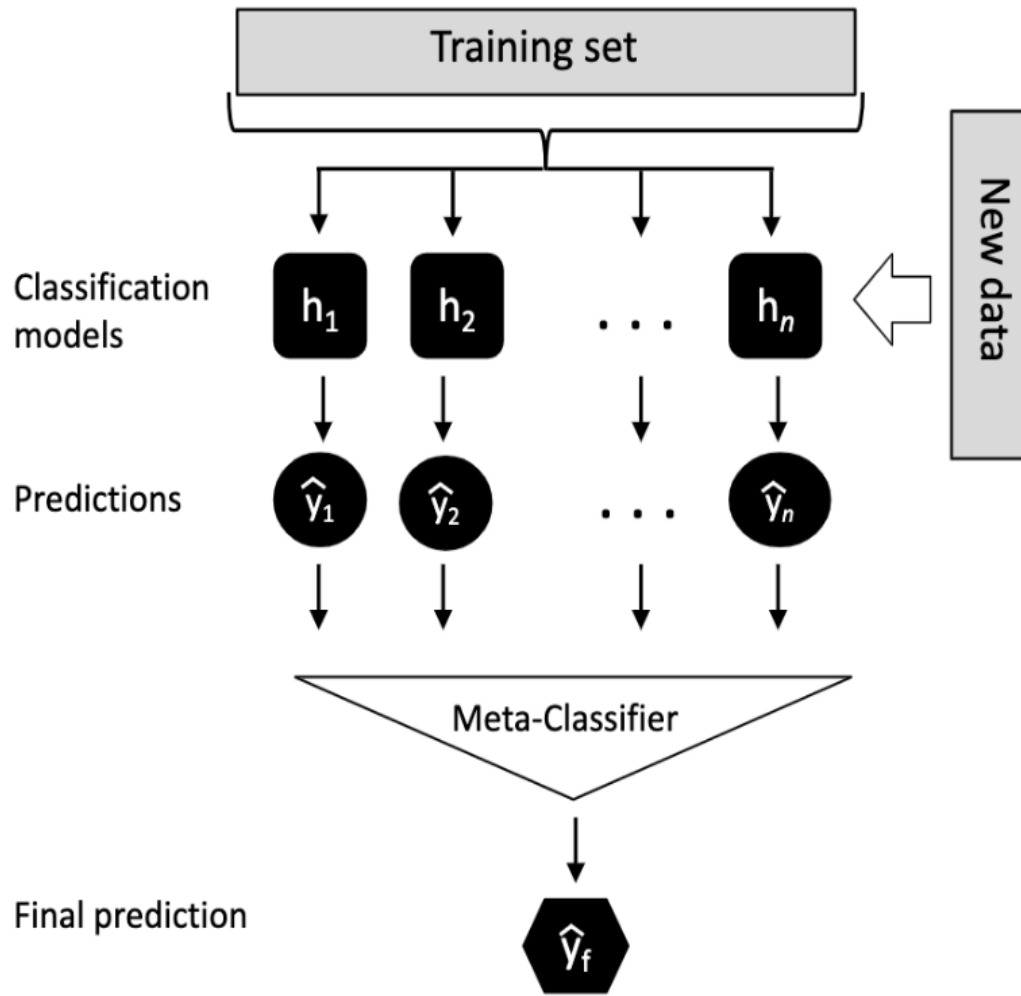 Training set
New data
Classification
models
h₁ h₂ . . . hₙ
Predictions
ŷ₁ ŷ₂ . . . ŷₙ
Meta-Classifier
Final prediction
ŷf